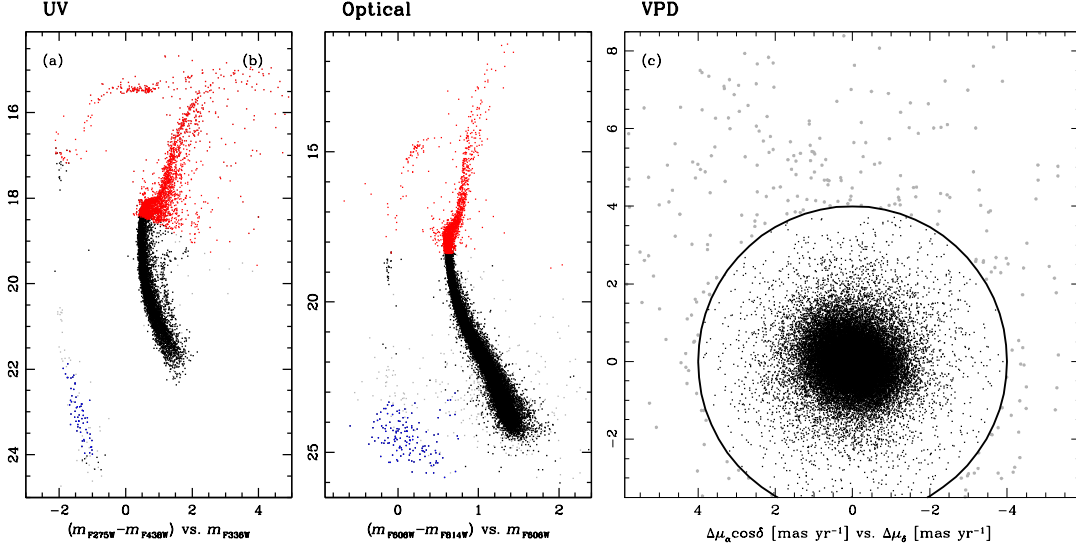 UV Optical VPD
(a) (b) (c)
16 18 20 22 24
15 20 25
8 6 4 2 0 −2
−2 0 2 4
0 2
4 2 0 −2 −4
(m_F275W−m_F438W) vs. m_F336W
(m_F606W−m_F814W) vs. m_F606W
Δμ_α cosδ [mas yr⁻¹] vs. Δμ_δ [mas yr⁻¹]